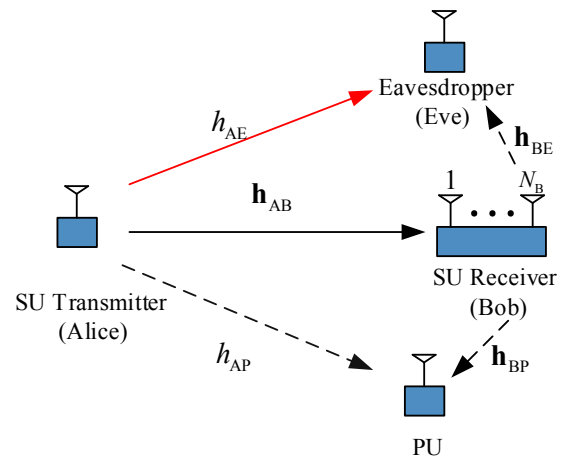 Eavesdropper
(Eve)
h_AE
h_BE
1 N_B
h_AB
• • •
SU Transmitter
(Alice)
SU Receiver
(Bob)
h_AP
h_BP
PU